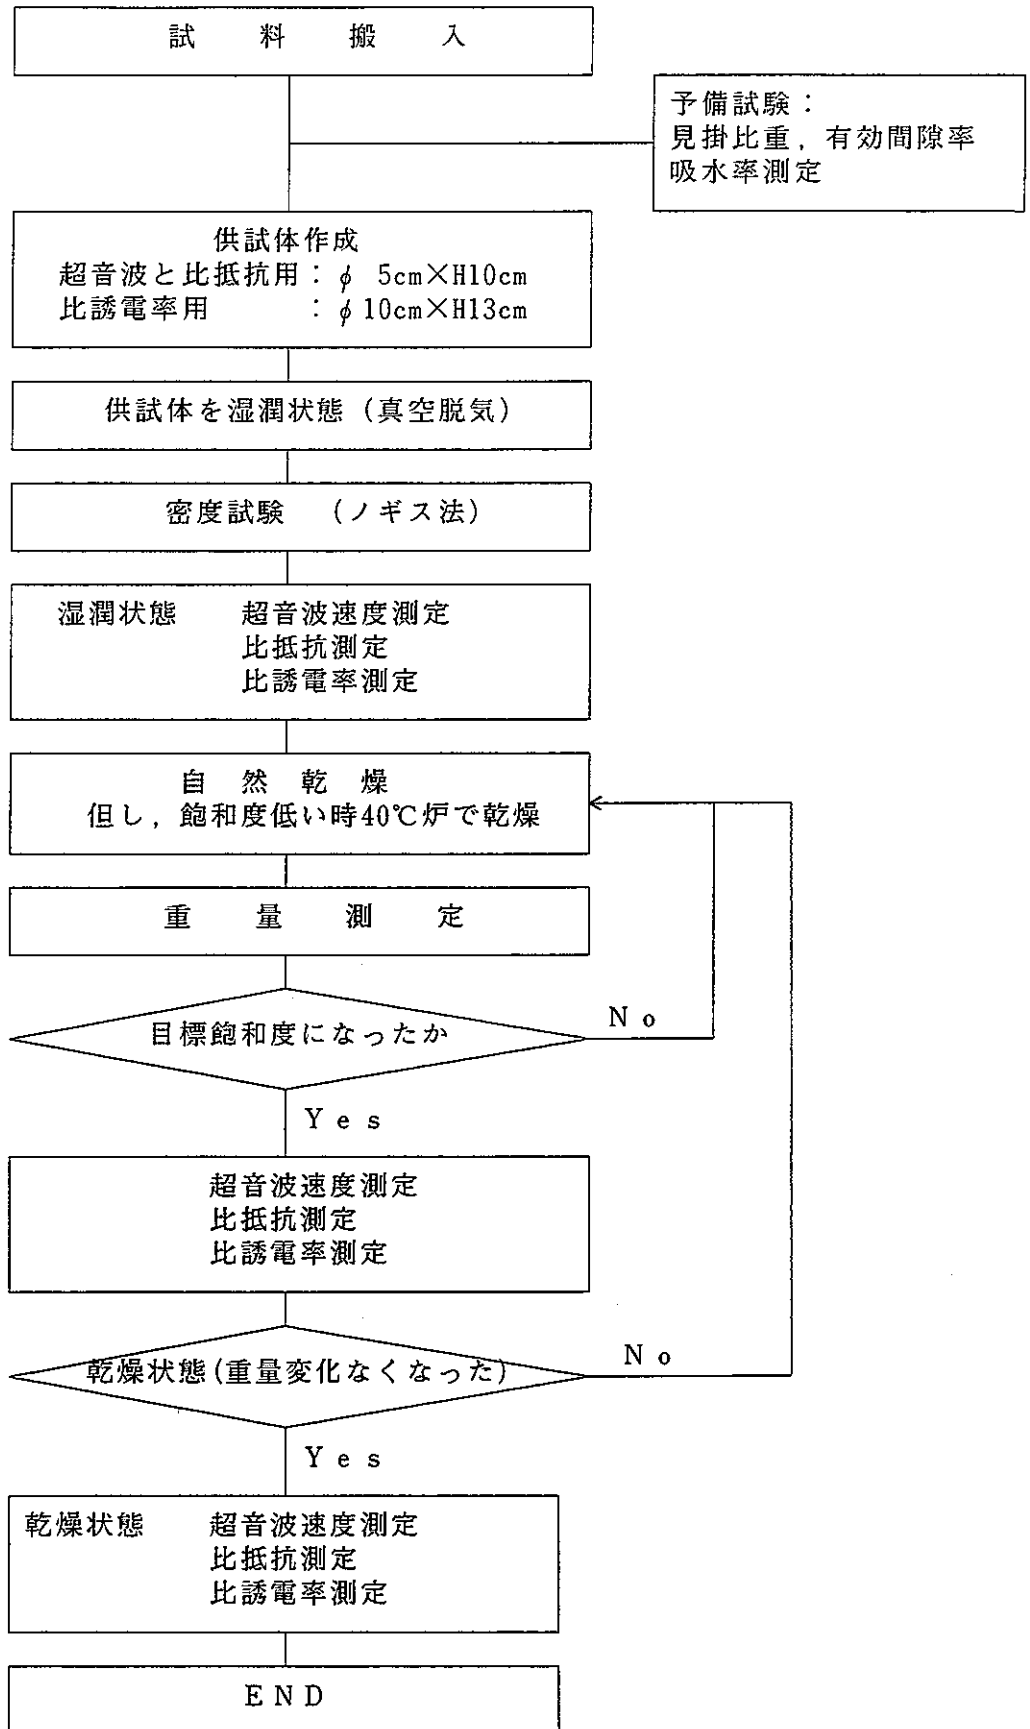 試料搬入
予備試験：
見掛比重，有効間隙率
吸水率測定
供試体作成
超音波と比抵抗用：φ 5cm×H10cm
比誘電率用　　　：φ10cm×H13cm
供試体を湿潤状態（真空脱気）
密度試験　（ノギス法）
湿潤状態　　超音波速度測定
比抵抗測定
比誘電率測定
自然乾燥
但し，飽和度低い時40℃炉で乾燥
重量測定
目標飽和度になったか
No
Yes
超音波速度測定
比抵抗測定
比誘電率測定
乾燥状態(重量変化なくなった)
No
Yes
乾燥状態　　超音波速度測定
比抵抗測定
比誘電率測定
END